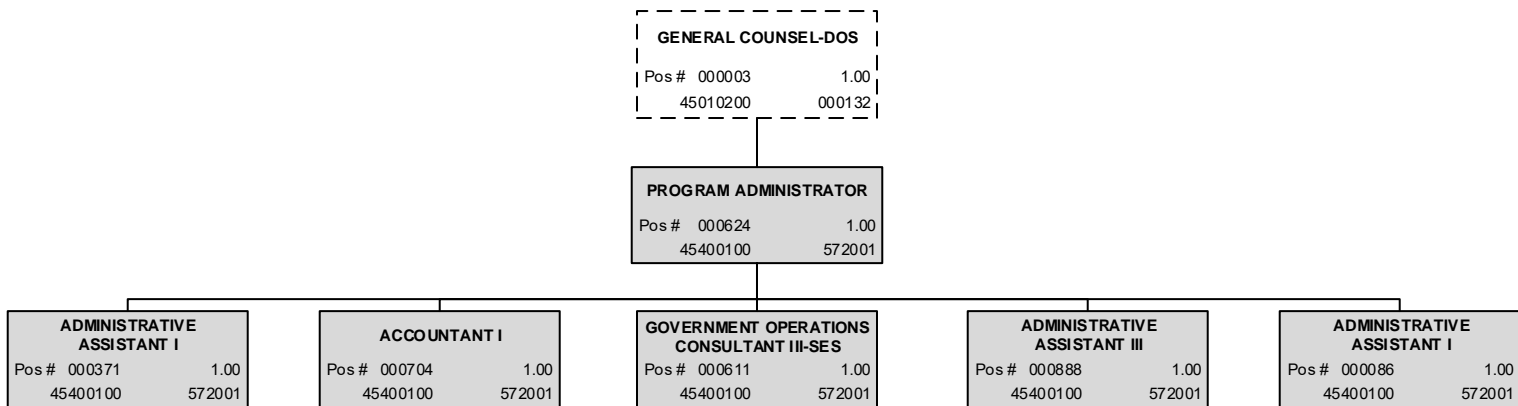 GENERAL COUNSEL-DOS
Pos # 000003 1.00
45010200 000132
PROGRAM ADMINISTRATOR
Pos # 000624 1.00
45400100 572001
ADMINISTRATIVE
ASSISTANT I
Pos # 000371 1.00
45400100 572001
ACCOUNTANT I
Pos # 000704 1.00
45400100 572001
GOVERNMENT OPERATIONS
CONSULTANT III-SES
Pos # 000611 1.00
45400100 572001
ADMINISTRATIVE
ASSISTANT III
Pos # 000888 1.00
45400100 572001
ADMINISTRATIVE
ASSISTANT I
Pos # 000086 1.00
45400100 572001